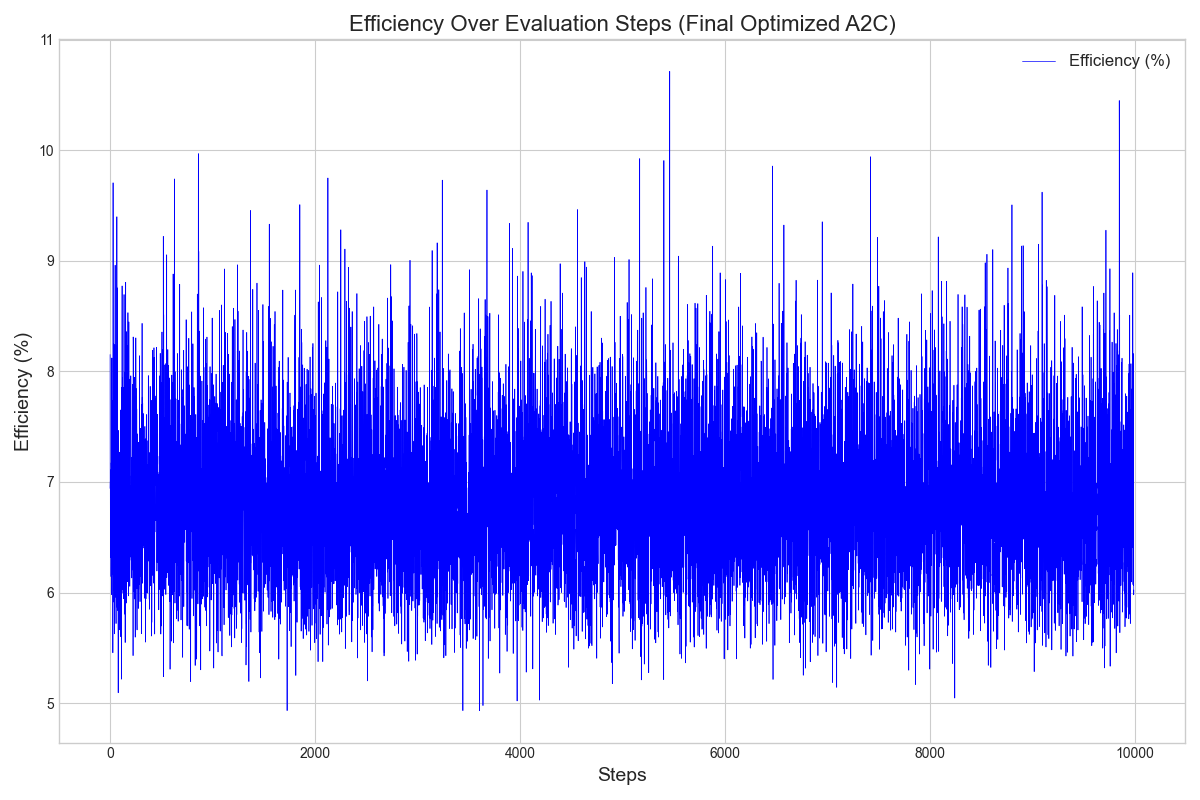 Efficiency Over Evaluation Steps (Final Optimized A2C)
Efficiency (%)
11
10
9
8
7
6
5
Efficiency (%)
0 2000 4000 6000 8000 10000
Steps